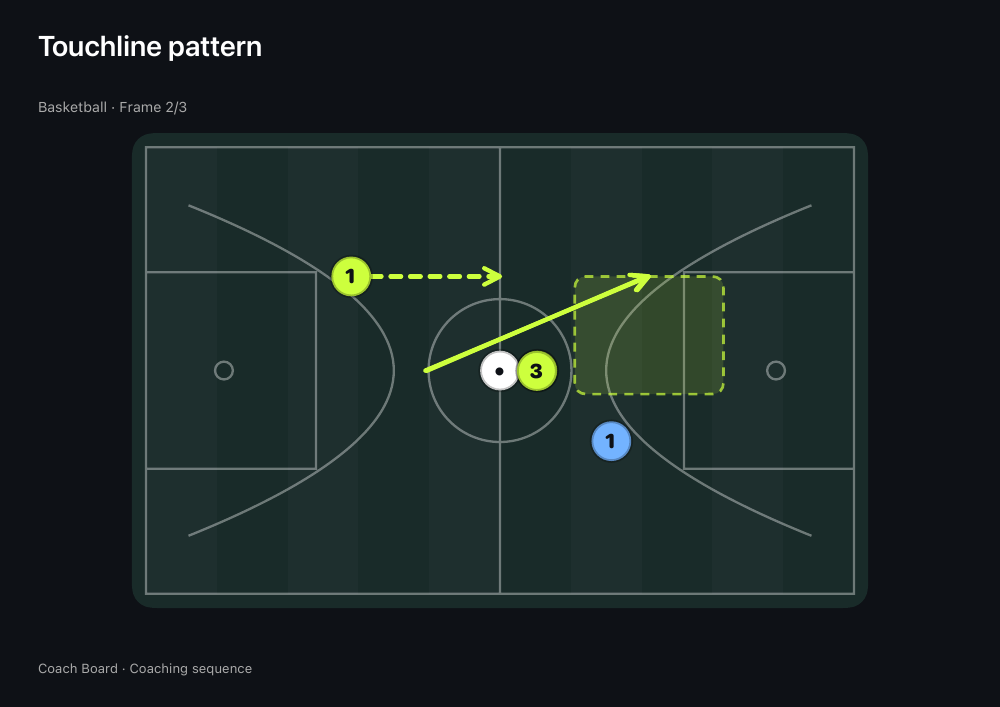 Touchline pattern
Basketball · Frame 2/3
1
3
1
Coach Board · Coaching sequence